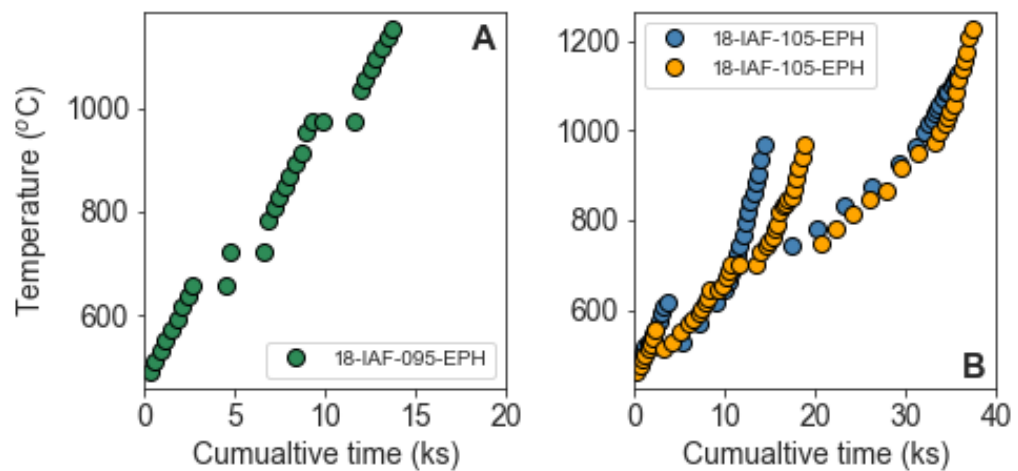 A
Temperature (ºC)
1000
800
600
18-IAF-095-EPH
0 5 10 15 20
Cumualtive time (ks)
18-IAF-105-EPH
18-IAF-105-EPH
1200
1000
800
600
B
0 10 20 30 40
Cumualtive time (ks)